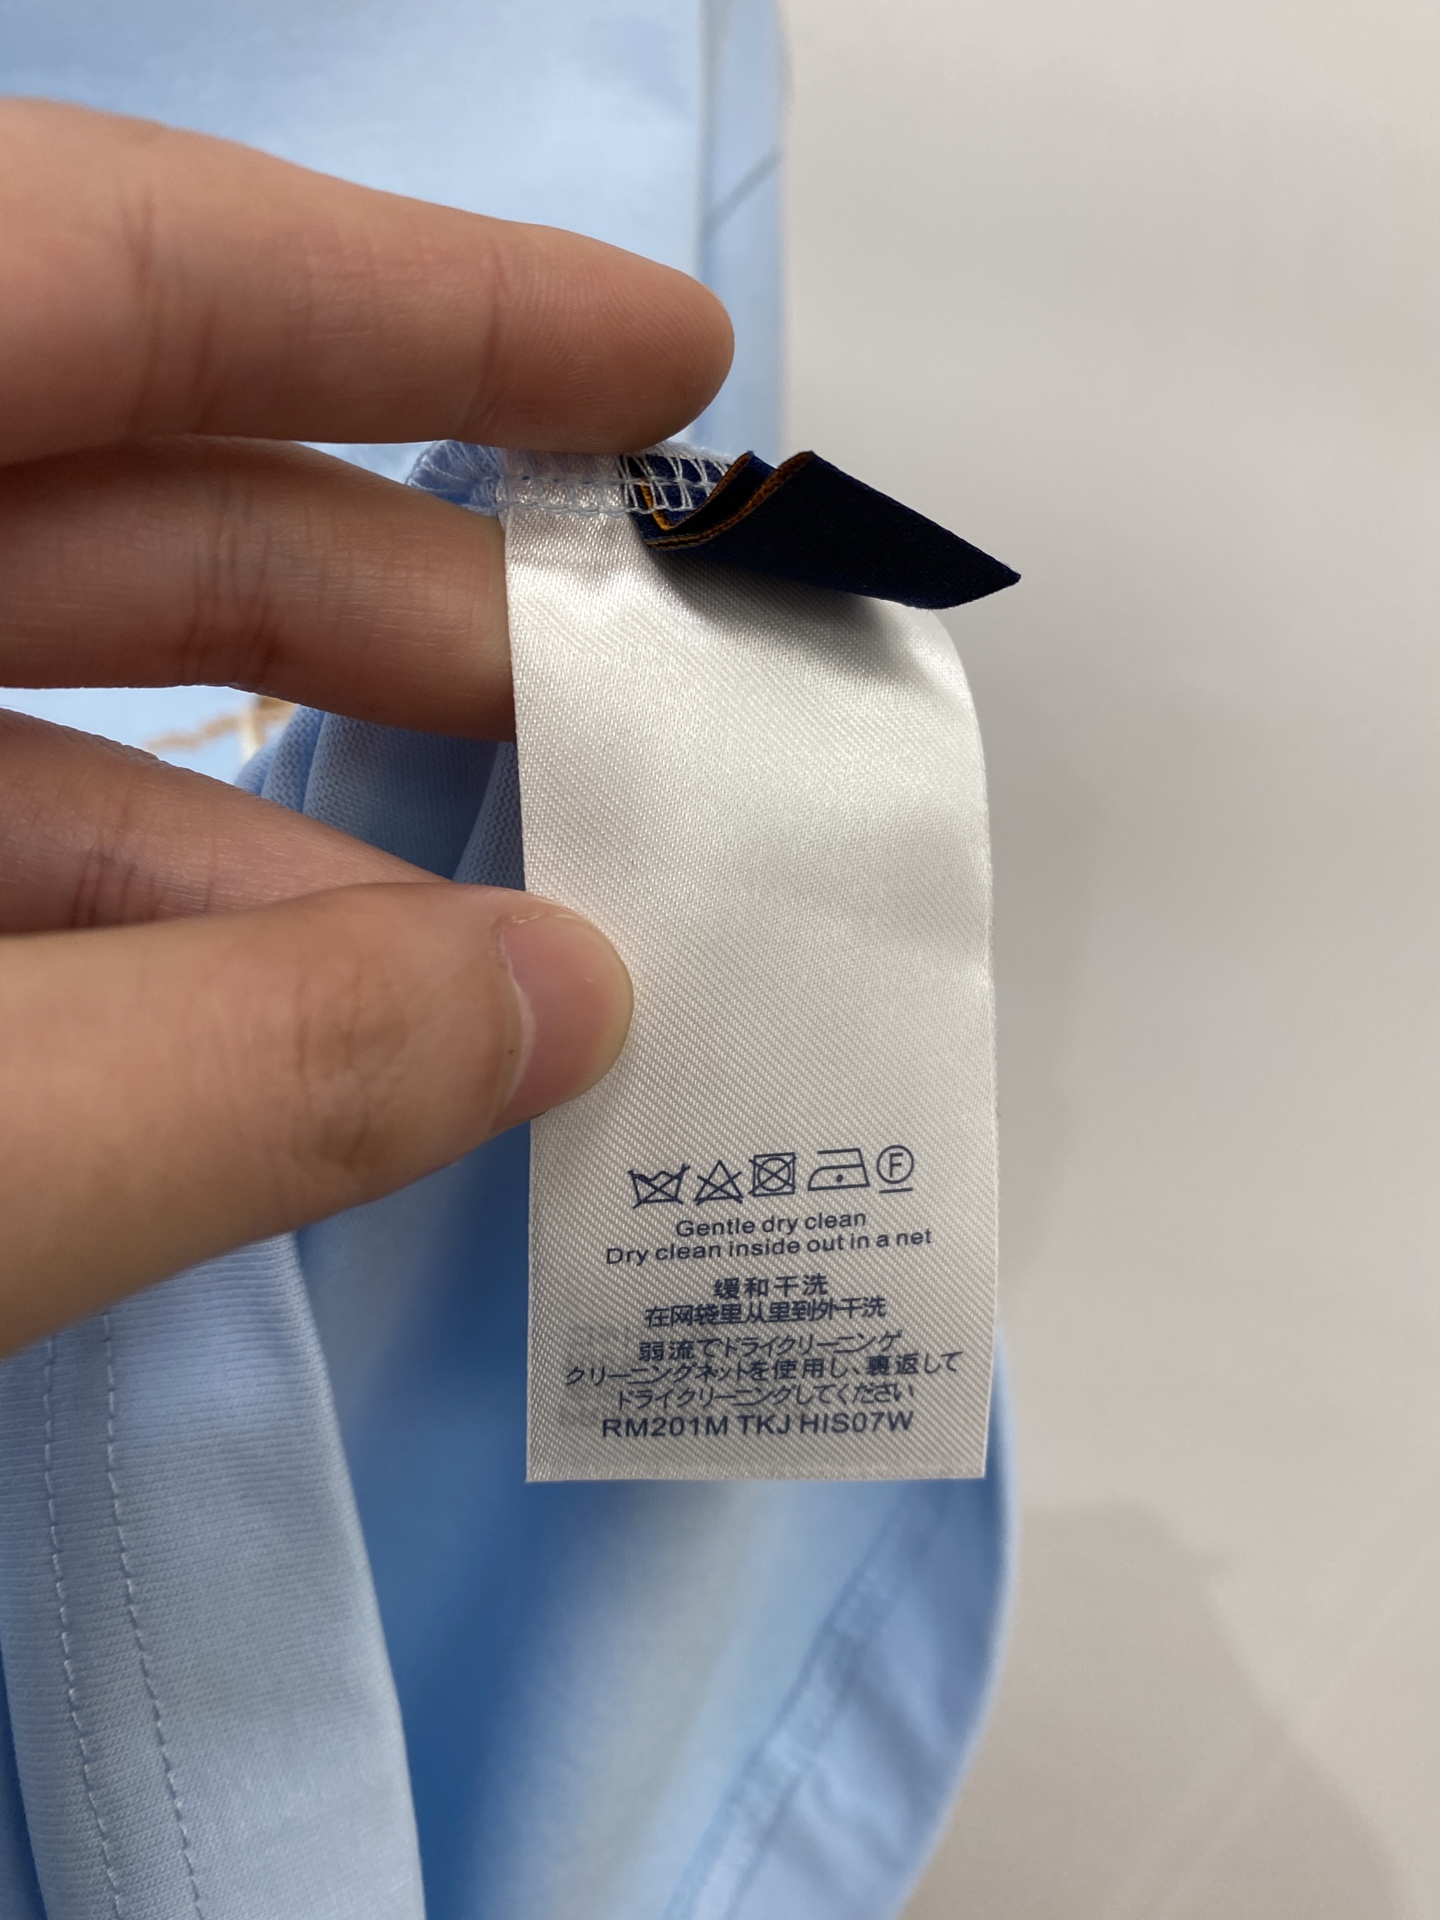 F
Gentle dry clean
Dry clean inside out in a net
缓和干洗
在网袋里从里到外干洗
弱流でドライクリーニング
クリーニングネットを使用し、裏返して
ドライクリーニングしてください
RM201M TKJ HIS07W